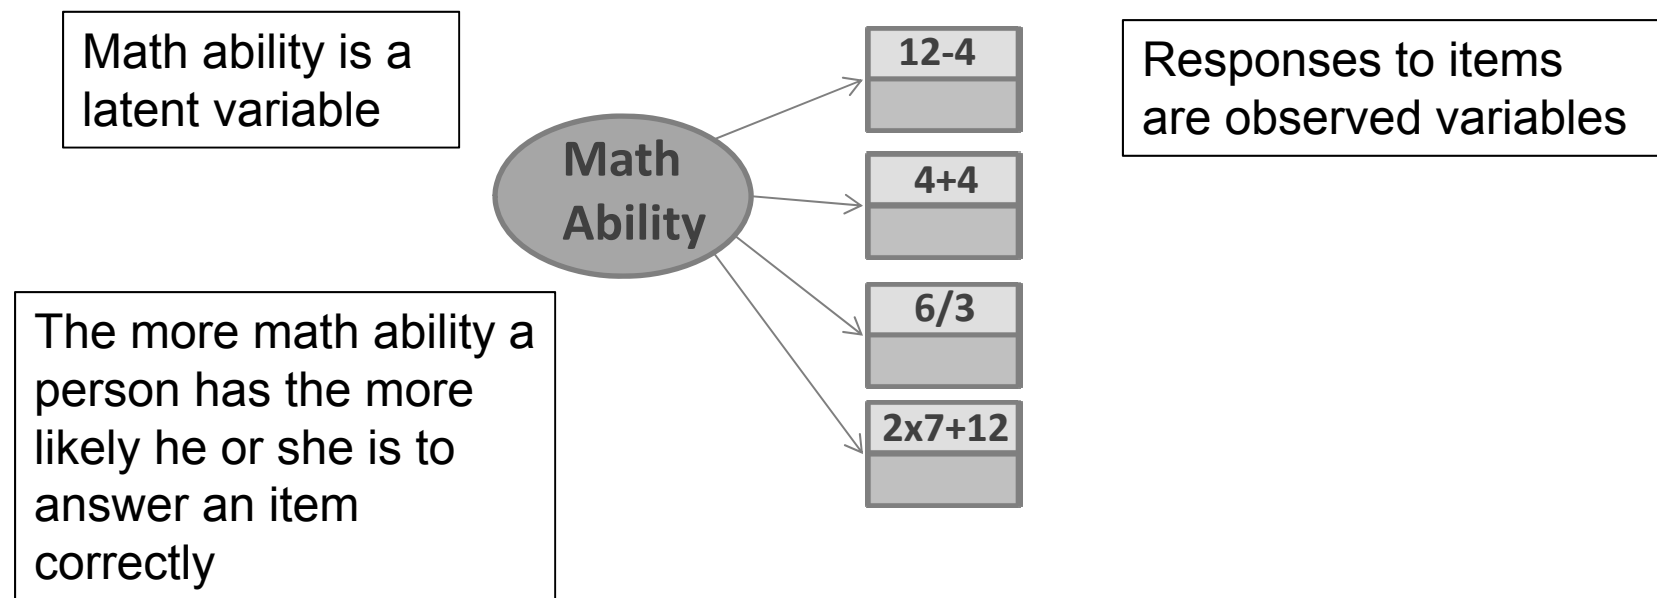 Math ability is a
latent variable
Math
Ability
12-4
4+4
6/3
2x7+12
Responses to items
are observed variables
The more math ability a
person has the more
likely he or she is to
answer an item
correctly